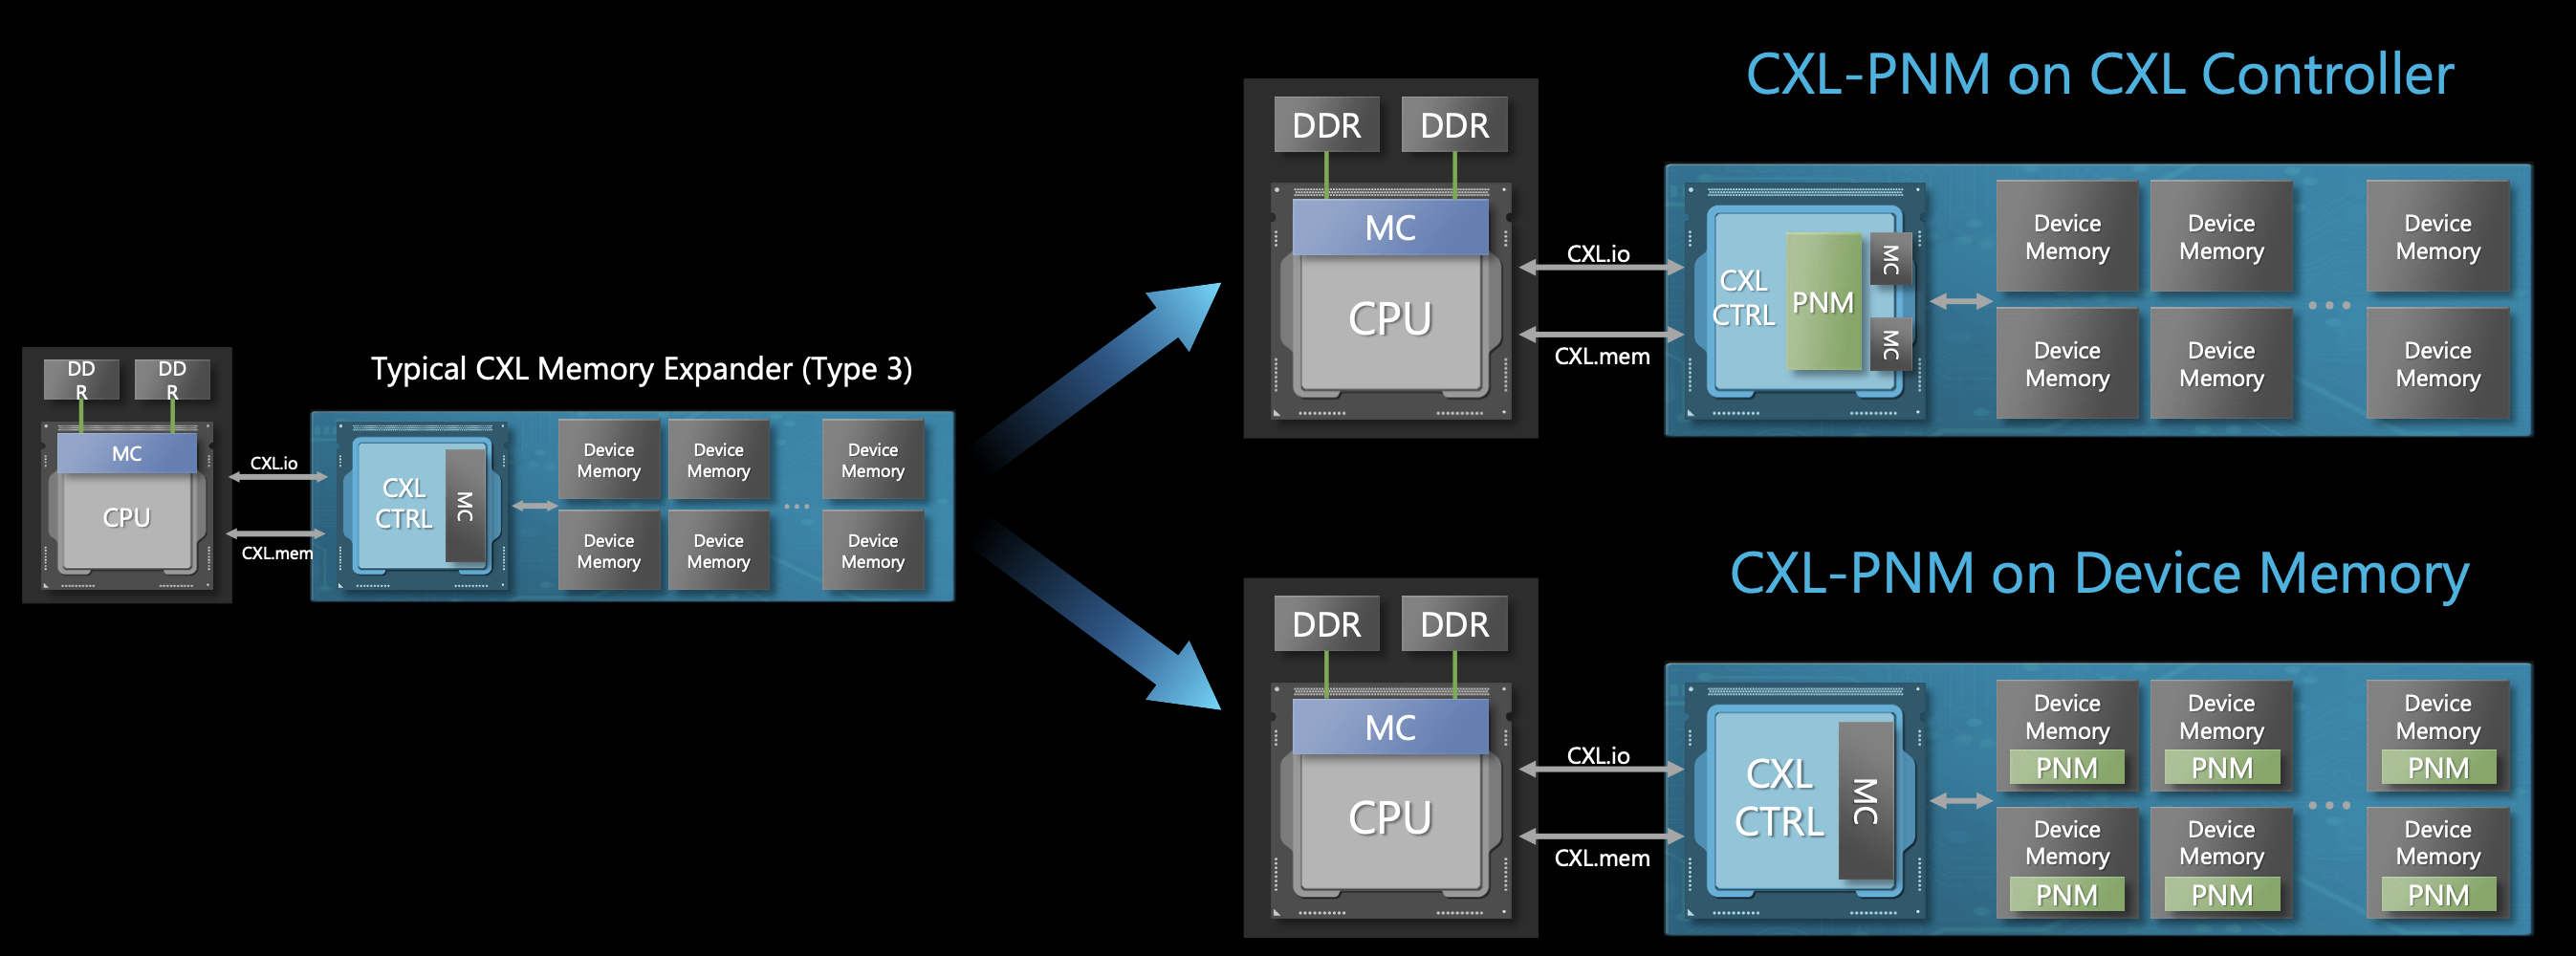 Typical CXL Memory Expander (Type 3)
DD
R
DD
R
MC
CPU
CXL.io
CXL.mem
CXL
CTRL
MC
Device
Memory
Device
Memory
...
Device
Memory
Device
Memory
Device
Memory
Device
Memory
CXL-PNM on CXL Controller
DDR
DDR
MC
CPU
CXL.io
CXL.mem
CXL
CTRL
PNM
MC
MC
Device
Memory
Device
Memory
...
Device
Memory
Device
Memory
Device
Memory
Device
Memory
CXL-PNM on Device Memory
DDR
DDR
MC
CPU
CXL.io
CXL.mem
CXL
CTRL
MC
Device
Memory
PNM
Device
Memory
PNM
...
Device
Memory
PNM
Device
Memory
PNM
Device
Memory
PNM
Device
Memory
PNM